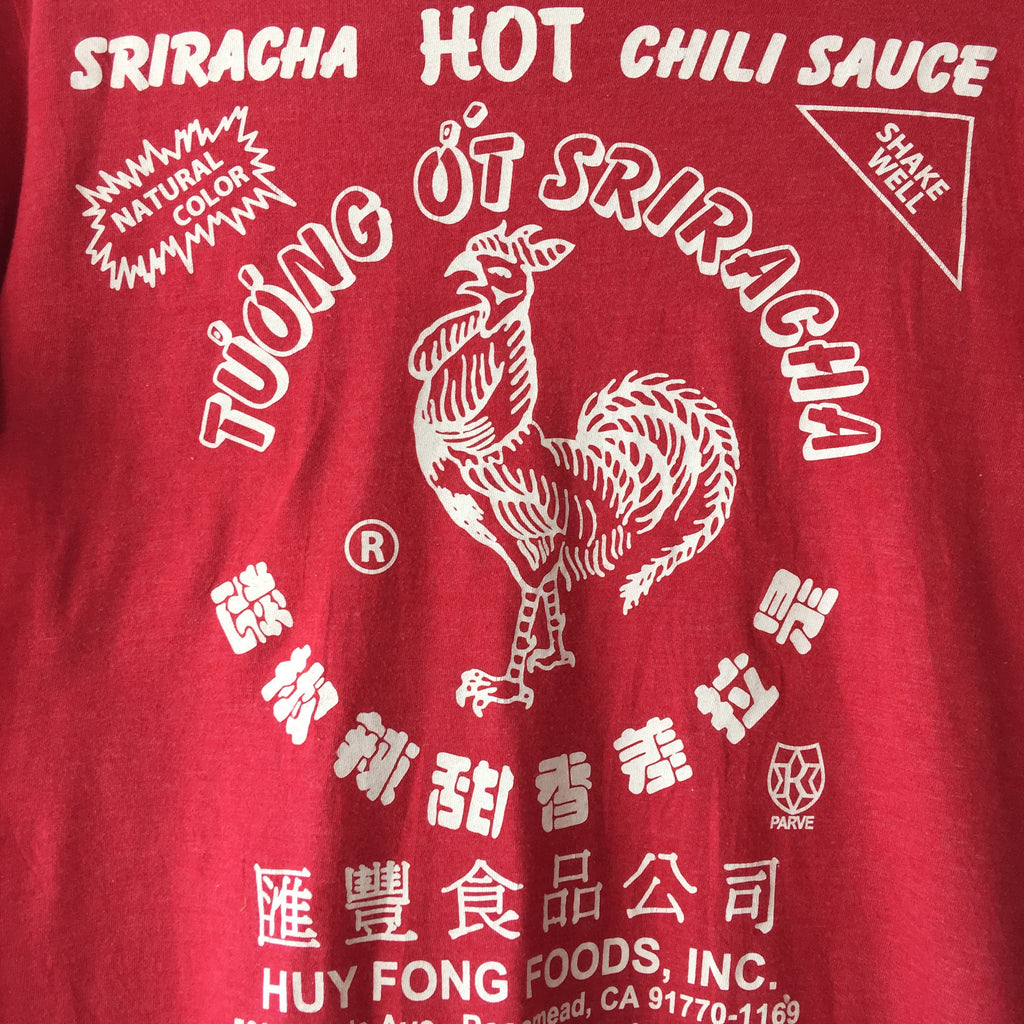 SRIRACHA HOT CHILI SAUCE
NATURAL
COLOR
SHAKE
WELL
TƯƠNG ỚT SRIRACHA
®
是拉差香甜辣椒醬
K
PARVE
匯豐食品公司
HUY FONG FOODS, INC.
CA 91770-1169